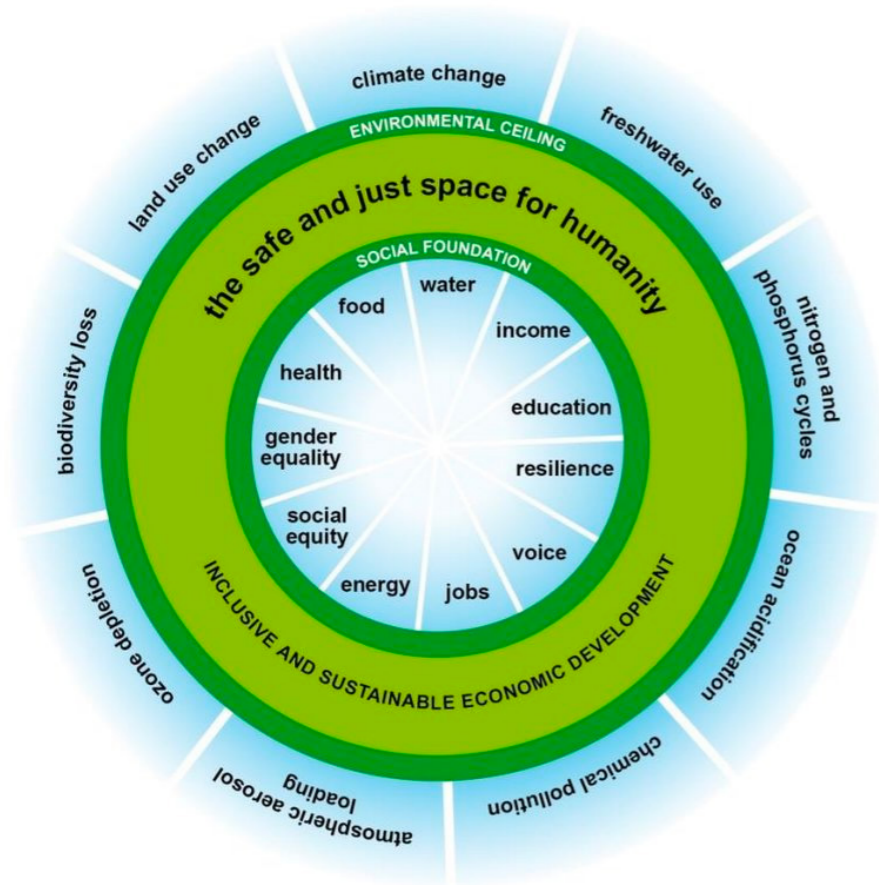 climate change
freshwater use
nitrogen and
phosphorus cycles
ocean acidification
chemical pollution
atmospheric aerosol
loading
ozone depletion
biodiversity loss
land use change
ENVIRONMENTAL CEILING
the safe and just space for humanity
SOCIAL FOUNDATION
water
income
education
resilience
voice
jobs
energy
social
equity
gender
equality
health
food
INCLUSIVE AND SUSTAINABLE ECONOMIC DEVELOPMENT